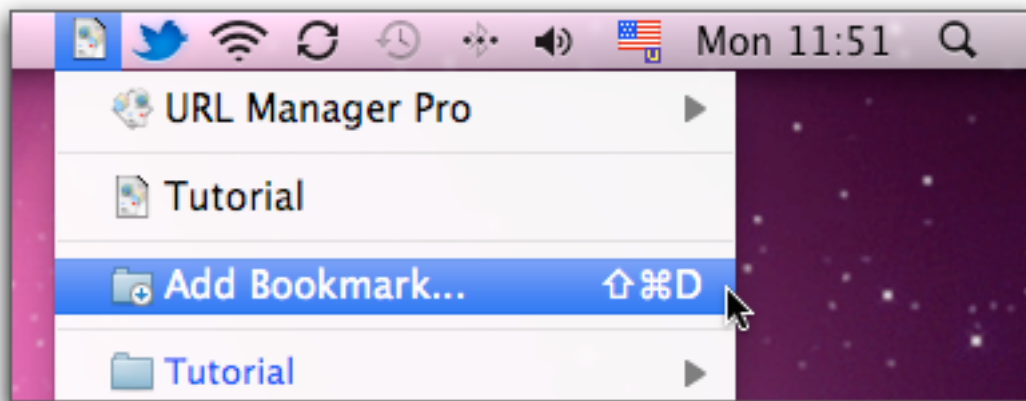 U
Mon 11:51
URL Manager Pro
Tutorial
Add Bookmark... ⇧⌘D
Tutorial